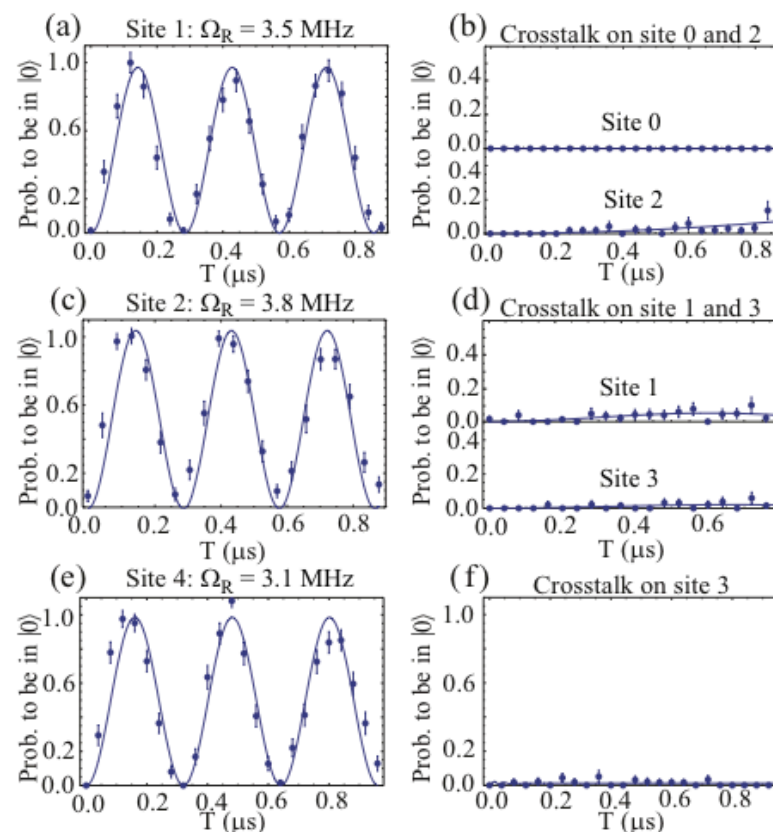 (a) Site 1: Ω_R = 3.5 MHz
Prob. to be in |0⟩
1.0
0.6
0.2
0.0
0.0 0.2 0.4 0.6 0.8
T (μs)
(b) Crosstalk on site 0 and 2
Prob. to be in |0⟩
0.4
0.0
0.4
0.0
Site 0
Site 2
0.0 0.2 0.4 0.6 0.8
T (μs)
(c) Site 2: Ω_R = 3.8 MHz
Prob. to be in |0⟩
1.0
0.6
0.2
0.0
0.0 0.2 0.4 0.6 0.8
T (μs)
(d) Crosstalk on site 1 and 3
Prob. to be in |0⟩
0.4
0.0
0.4
0.0
Site 1
Site 3
0.0 0.2 0.4 0.6 0.8
T (μs)
(e) Site 4: Ω_R = 3.1 MHz
Prob. to be in |0⟩
1.0
0.6
0.2
0.0
0.0 0.2 0.4 0.6 0.8
T (μs)
(f) Crosstalk on site 3
Prob. to be in |0⟩
1.0
0.6
0.2
0.0
0.0 0.2 0.4 0.6 0.8
T (μs)